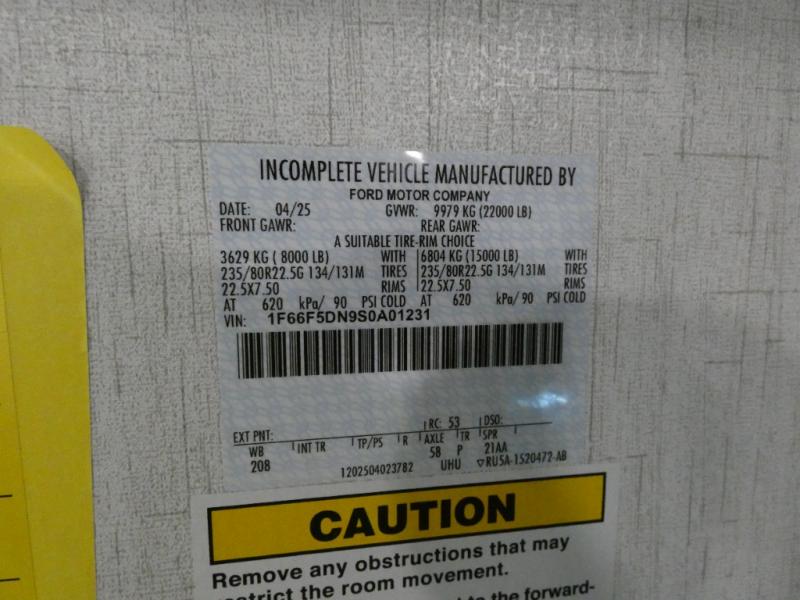 INCOMPLETE VEHICLE MANUFACTURED BY
FORD MOTOR COMPANY
DATE: 04/25 GVWR: 9979 KG (22000 LB)
FRONT GAWR: REAR GAWR:
A SUITABLE TIRE-RIM CHOICE
3629 KG ( 8000 LB) WITH 6804 KG (15000 LB) WITH
235/80R22.5G 134/131M TIRES 235/80R22.5G 134/131M TIRES
22.5X7.50 RIMS 22.5X7.50 RIMS
AT 620 kPa/ 90 PSI COLD AT 620 kPa/ 90 PSI COLD
VIN: 1F66F5DN9S0A01231
EXT PNT: RC: 53 DSO:
WB INT TR TP/PS R AXLE TR SPR
208 58 P 21AA
1202504023782 UHU ▽RU5A-1520472-AB
CAUTION
Remove any obstructions that may
restrict the room movement.
to the forward-